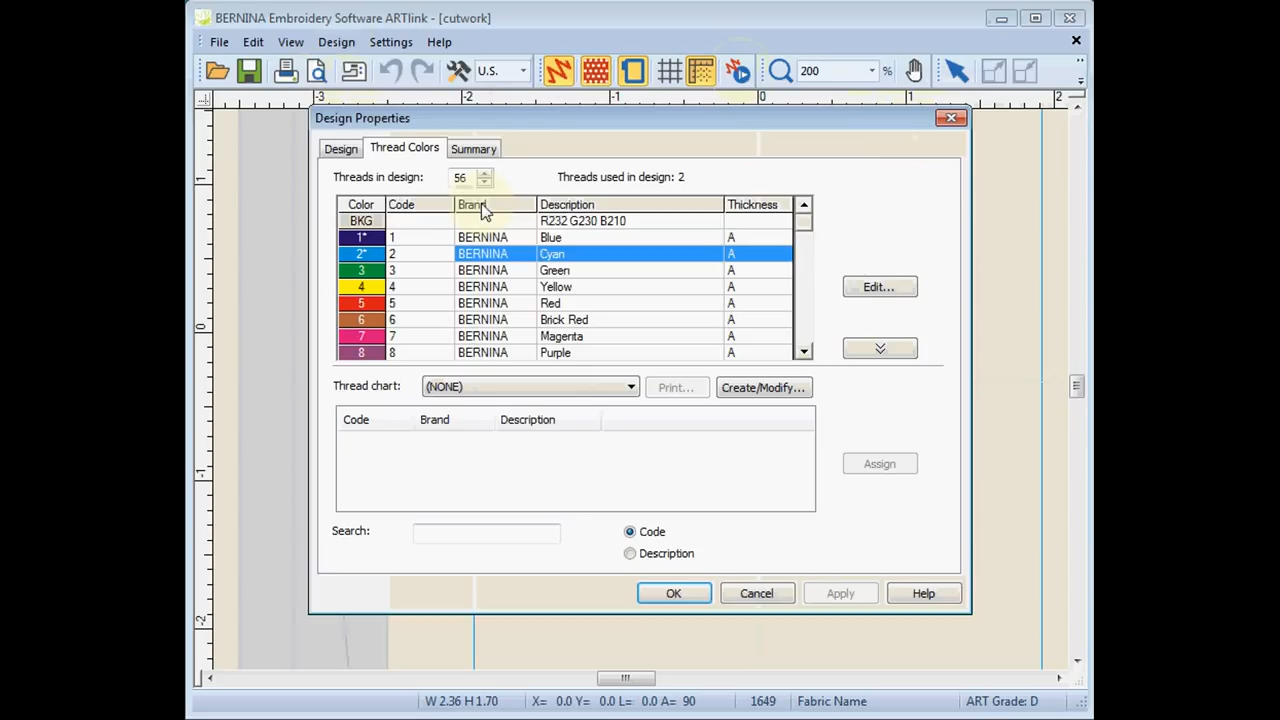 BERNINA Embroidery Software ARTlink - [cutwork]
File Edit View Design Settings Help
U.S. 200 %
-3 -2 -1 0 1 2
Design Properties
Design Thread Colors Summary
Threads in design: 56 Threads used in design: 2
Color Code Brand Description Thickness
BKG R232 G230 B210
1* 1 BERNINA Blue A
2* 2 BERNINA Cyan A
3 3 BERNINA Green A
4 4 BERNINA Yellow A
5 5 BERNINA Red A
6 6 BERNINA Brick Red A
7 7 BERNINA Magenta A
8 8 BERNINA Purple A
Edit...
Thread chart: (NONE) Print... Create/Modify...
Code Brand Description
Assign
Search: Code
Description
OK Cancel Apply Help
1
0
-1
-2
W 2.36 H 1.70 X= 0.0 Y= 0.0 L= 0.0 A= 90 1649 Fabric Name ART Grade: D